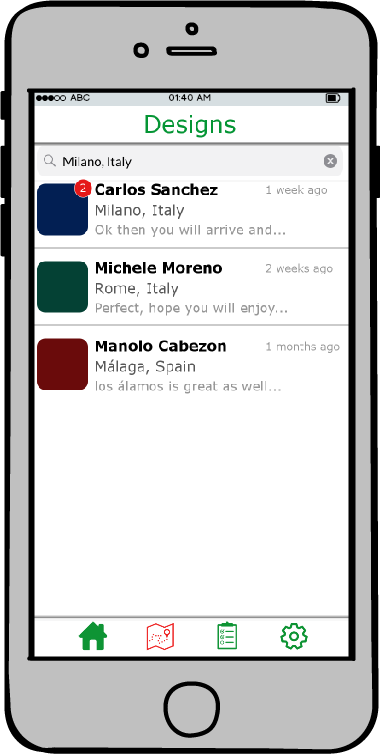 ABC 01:40 AM
Designs
Milano, Italy
2
Carlos Sanchez 1 week ago
Milano, Italy
Ok then you will arrive and...
Michele Moreno 2 weeks ago
Rome, Italy
Perfect, hope you will enjoy...
Manolo Cabezon 1 months ago
Málaga, Spain
los álamos is great as well...